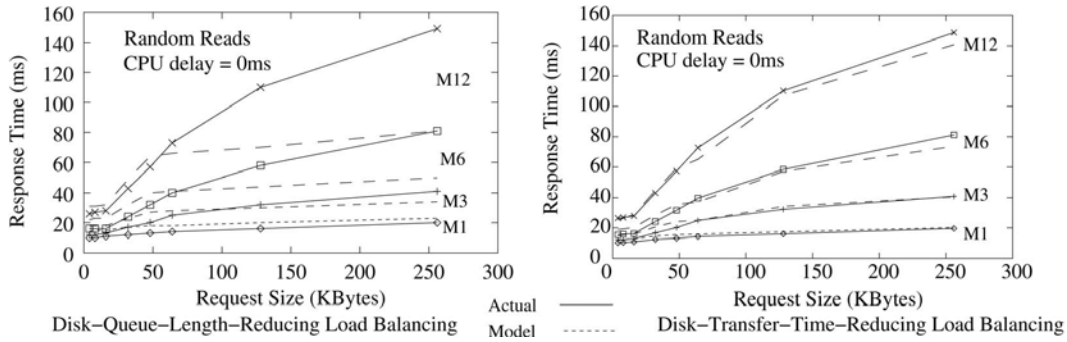 160
140
120
100
80
60
40
20
0
Response Time (ms)
Random Reads
CPU delay = 0ms
M12
M6
M3
M1
0 50 100 150 200 250 300
Request Size (KBytes)
Disk−Queue−Length−Reducing Load Balancing
160
140
120
100
80
60
40
20
0
Response Time (ms)
Random Reads
CPU delay = 0ms
M12
M6
M3
M1
0 50 100 150 200 250 300
Request Size (KBytes)
Disk−Transfer−Time−Reducing Load Balancing
Actual
Model